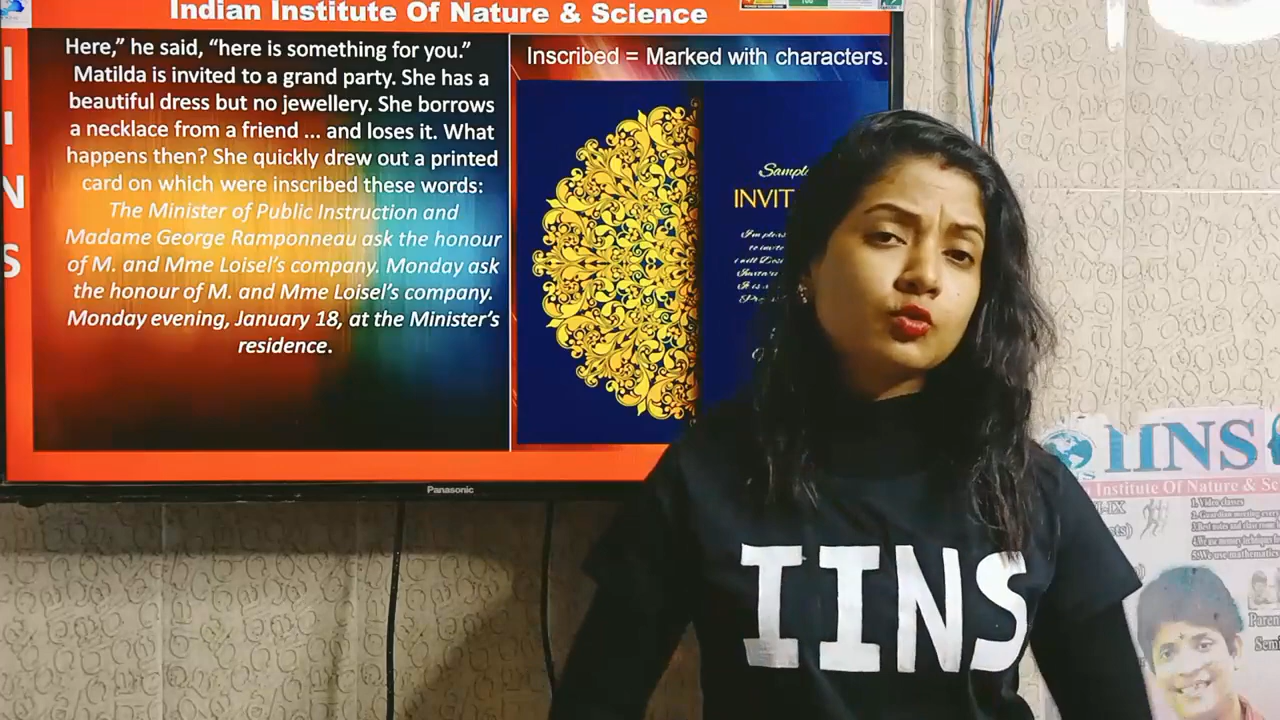 Indian Institute Of Nature & Science
I
I
N
S
Here,” he said, “here is something for you.”
Matilda is invited to a grand party. She has a
beautiful dress but no jewellery. She borrows
a necklace from a friend ... and loses it. What
happens then? She quickly drew out a printed
card on which were inscribed these words:
The Minister of Public Instruction and
Madame George Ramponneau ask the honour
of M. and Mme Loisel’s company. Monday ask
the honour of M. and Mme Loisel’s company.
Monday evening, January 18, at the Minister’s
residence.
Inscribed = Marked with characters.
INVIT
Panasonic
IINS
IINS
Institute Of Nature & Sc
I-IX
1. Video classes